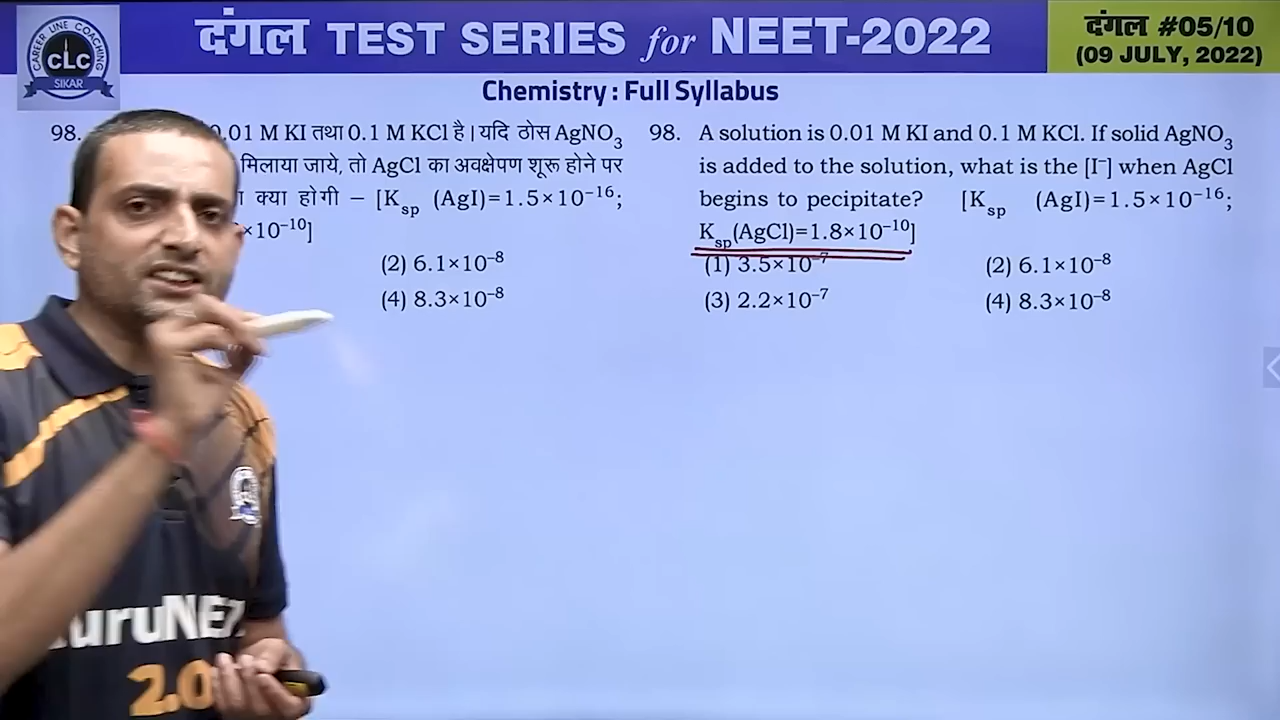 दंगल TEST SERIES for NEET-2022
दंगल #05/10
(09 JULY, 2022)
CAREER LINE COACHING
CLC
SIKAR
Chemistry : Full Syllabus
98.
0.01 M KI तथा 0.1 M KCl है। यदि ठोस AgNO₃
मिलाया जाये, तो AgCl का अवक्षेपण शुरू होने पर
क्या होगी – [Ksp (AgI)=1.5×10⁻¹⁶;
×10⁻¹⁰]
(2) 6.1×10⁻⁸
(4) 8.3×10⁻⁸
98. A solution is 0.01 M KI and 0.1 M KCl. If solid AgNO₃
is added to the solution, what is the [I⁻] when AgCl
begins to pecipitate? [Ksp (AgI)=1.5×10⁻¹⁶;
Ksp(AgCl)=1.8×10⁻¹⁰]
(1) 3.5×10⁻⁷ (2) 6.1×10⁻⁸
(3) 2.2×10⁻⁷ (4) 8.3×10⁻⁸
2.0